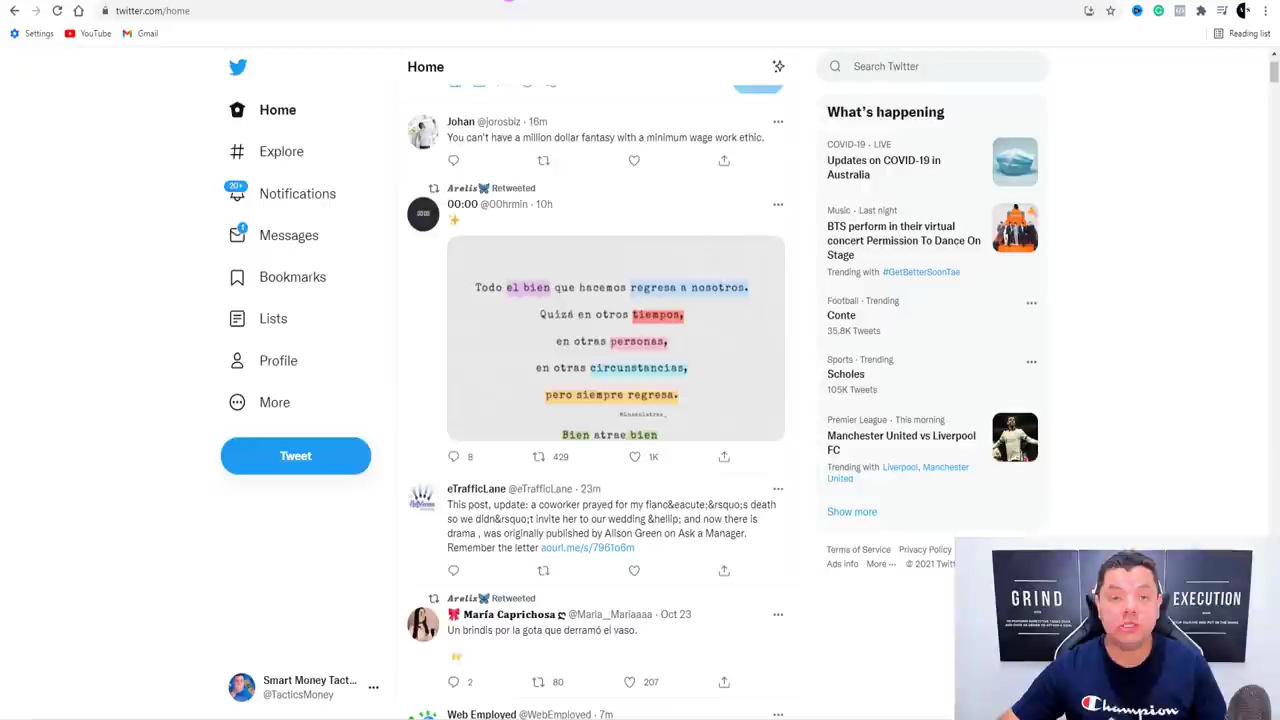 twitter.com/home
Settings
YouTube
Gmail
Reading list
Home
Explore
20+
Notifications
1
Messages
Bookmarks
Lists
Profile
More
Tweet
Smart Money Tact...
@TacticsMoney
Home
Johan @jorosbiz · 16m
You can't have a million dollar fantasy with a minimum wage work ethic.
Arelis Retweeted
00:00 @00hrmin · 10h
00:00
Todo el bien que hacemos regresa a nosotros.
Quizá en otros tiempos,
en otras personas,
en otras circunstancias,
pero siempre regresa.
Bien atrae bien
8 429 1K
eTrafficLane @eTrafficLane · 23m
This post, update: a coworker prayed for my fianc&eacute;&rsquo;s death
so we didn&rsquo;t invite her to our wedding &hellip; and now there is
drama , was originally published by Alison Green on Ask a Manager.
Remember the letter aourl.me/s/7961o6m
Arelis Retweeted
María Caprichosa ღ @Maria__Mariaaaa · Oct 23
Un brindis por la gota que derramó el vaso.
2 80 207
Web Employed @WebEmployed · 7m
Search Twitter
What's happening
COVID-19 · LIVE
Updates on COVID-19 in
Australia
Music · Last night
BTS perform in their virtual
concert Permission To Dance On
Stage
Trending with #GetBetterSoonTae
Football · Trending
Conte
35.8K Tweets
Sports · Trending
Scholes
105K Tweets
Premier League · This morning
Manchester United vs Liverpool
FC
Trending with Liverpool, Manchester
United
Show more
Terms of Service Privacy Policy
Ad info More ··· © 2021 Twitt
GRIND
EXECUTION
Champion